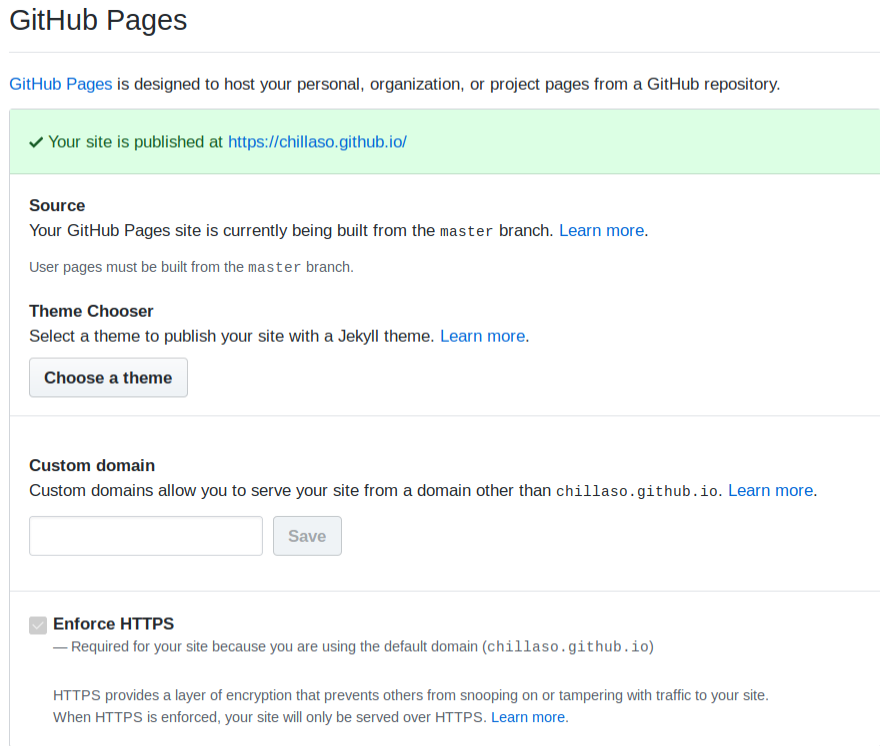 GitHub Pages
GitHub Pages is designed to host your personal, organization, or project pages from a GitHub repository.
Your site is published at https://chillaso.github.io/
Source
Your GitHub Pages site is currently being built from the master branch. Learn more.
User pages must be built from the master branch.
Theme Chooser
Select a theme to publish your site with a Jekyll theme. Learn more.
Choose a theme
Custom domain
Custom domains allow you to serve your site from a domain other than chillaso.github.io. Learn more.
Save
Enforce HTTPS
— Required for your site because you are using the default domain (chillaso.github.io)
HTTPS provides a layer of encryption that prevents others from snooping on or tampering with traffic to your site.
When HTTPS is enforced, your site will only be served over HTTPS. Learn more.